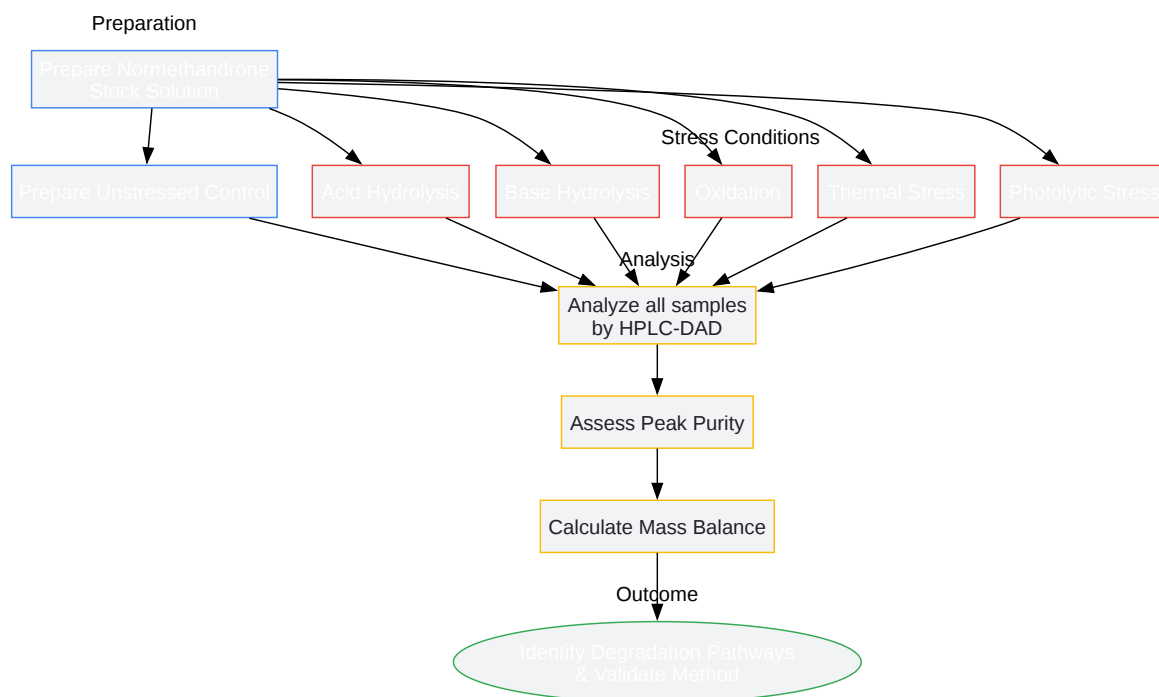 Preparation
Prepare Normethandrone
Stock Solution
Stress Conditions
Prepare Unstressed Control
Acid Hydrolysis
Base Hydrolysis
Oxidation
Thermal Stress
Photolytic Stress
Analysis
Analyze all samples
by HPLC-DAD
Assess Peak Purity
Calculate Mass Balance
Outcome
Identify Degradation Pathways
& Validate Method